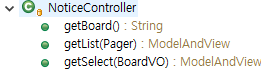 NoticeController
getBoard() : String
getList(Pager) : ModelAndView
getSelect(BoardVO) : ModelAndView